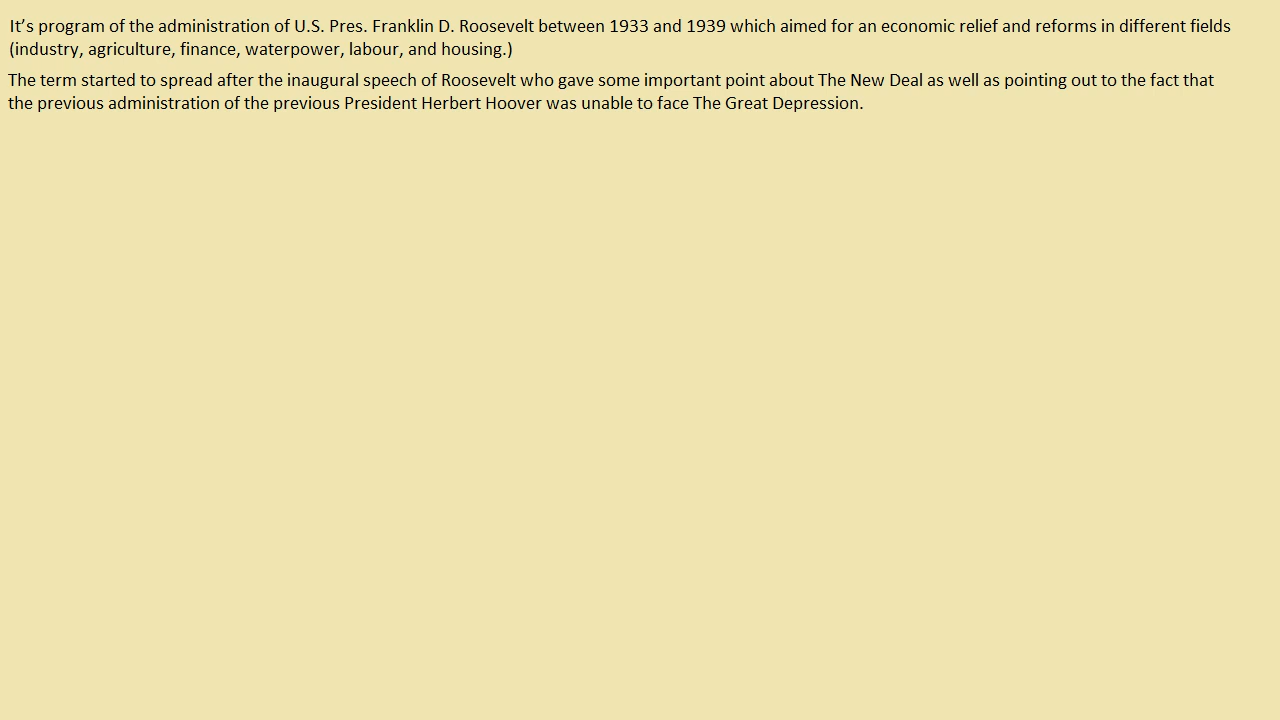 It’s program of the administration of U.S. Pres. Franklin D. Roosevelt between 1933 and 1939 which aimed for an economic relief and reforms in different fields
(industry, agriculture, finance, waterpower, labour, and housing.)
The term started to spread after the inaugural speech of Roosevelt who gave some important point about The New Deal as well as pointing out to the fact that
the previous administration of the previous President Herbert Hoover was unable to face The Great Depression.